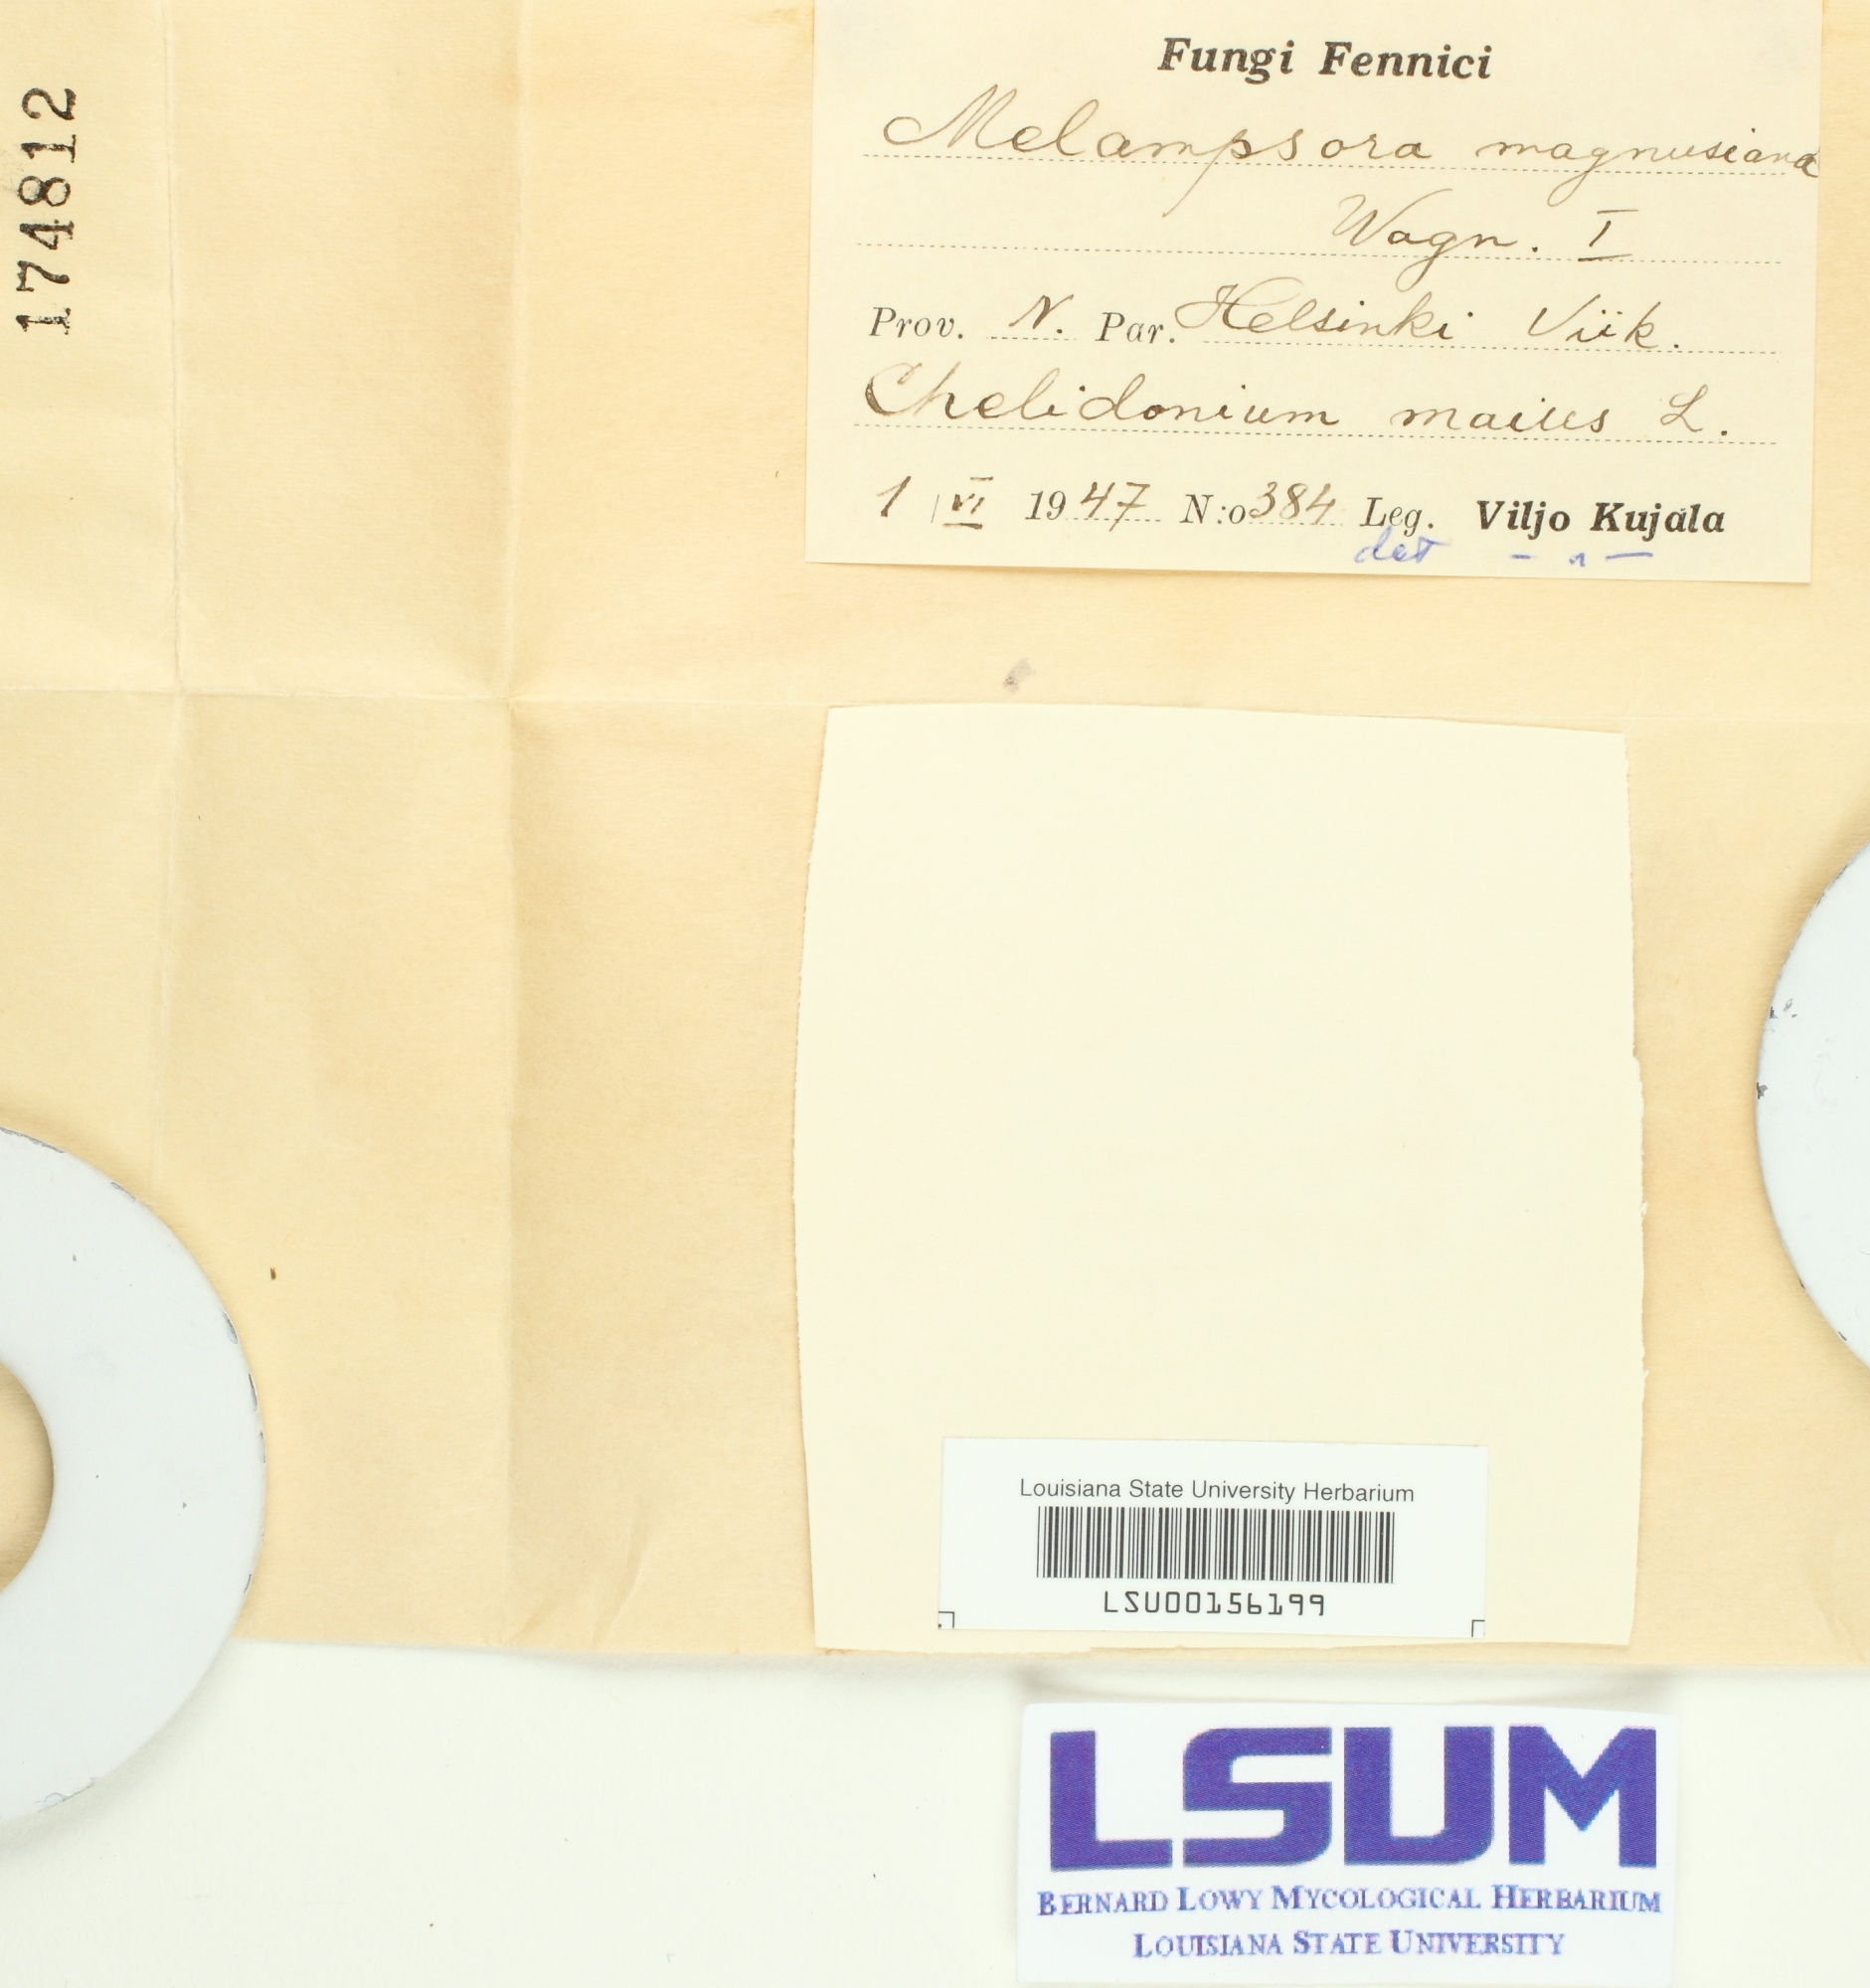 174812
Fungi Fennici
Melampsora magnusiana
Wagn. I
Prov. N. Par. Helsinki Viik.
Chelidonium maius L.
1 / VI 1947 N:o 384 Leg. Viljo Kujala
det — „ —
Louisiana State University Herbarium
LSU00156199
LSUM
BERNARD LOWY MYCOLOGICAL HERBARIUM
LOUISIANA STATE UNIVERSITY